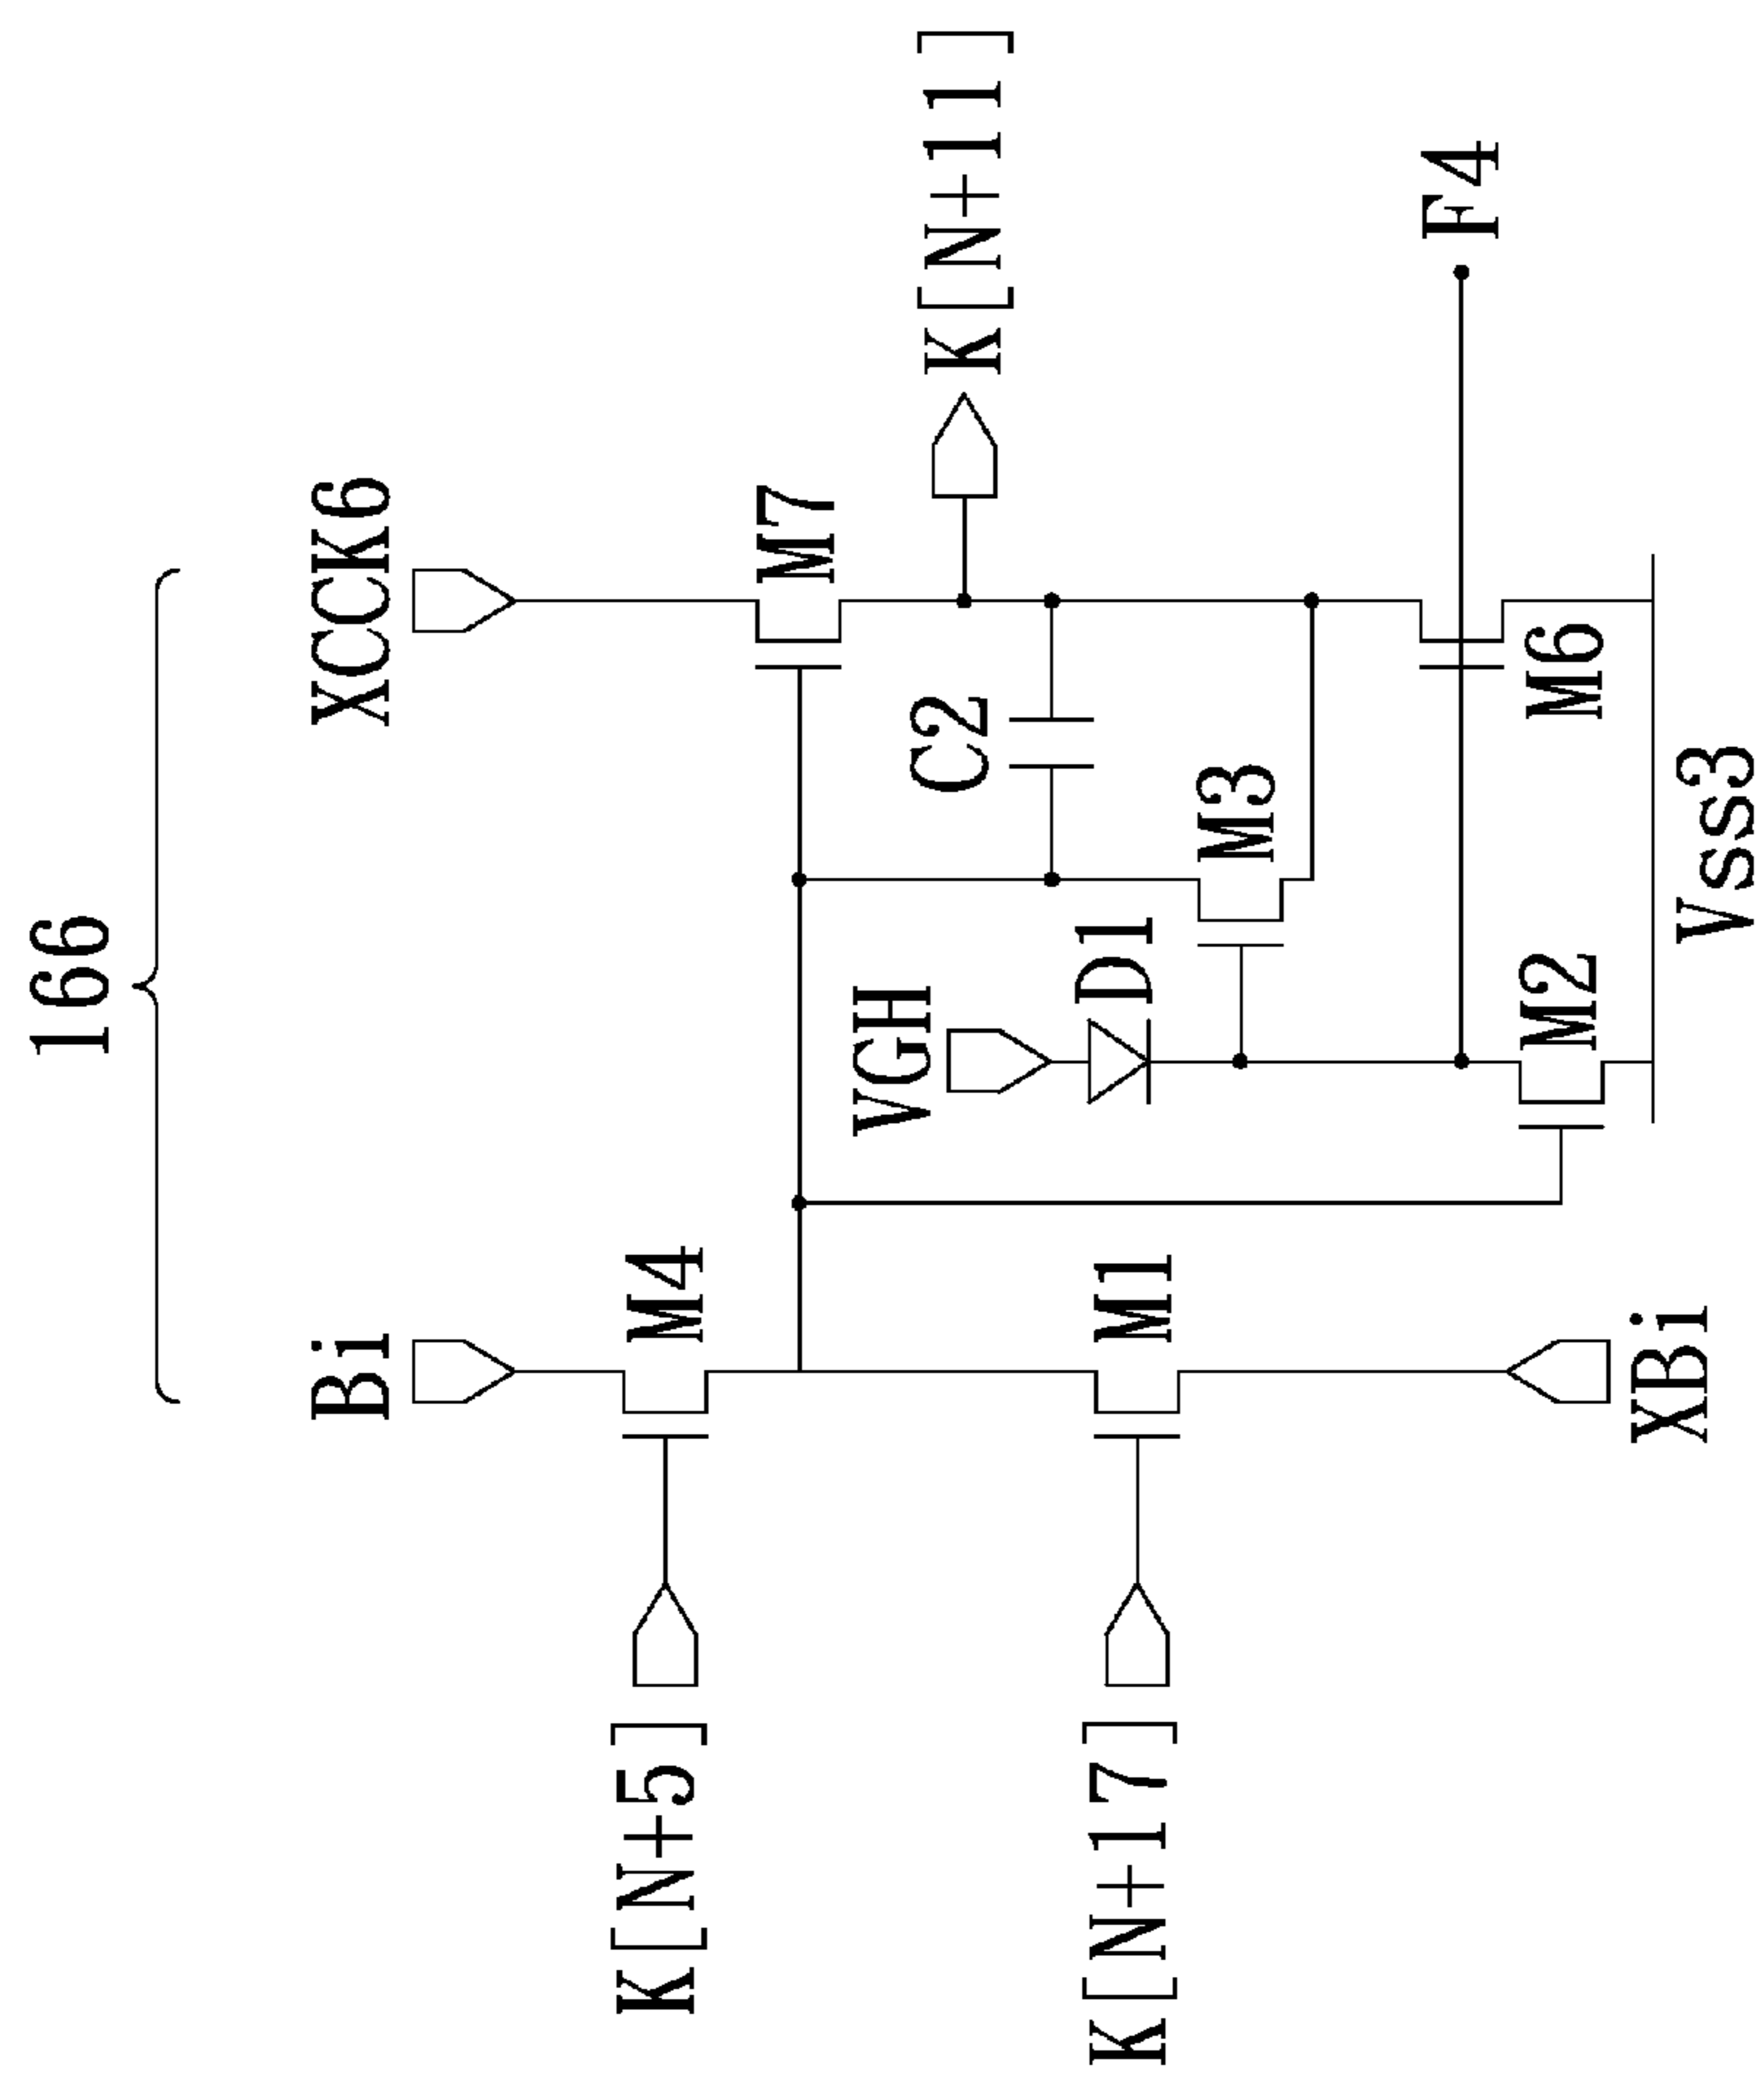 166
XCCK6
Bi
M7
M4
K[N+11]
K[N+5]
C2
VGH
D1
M3
M1
K[N+17]
F4
M6
M2
Vss3
XBi